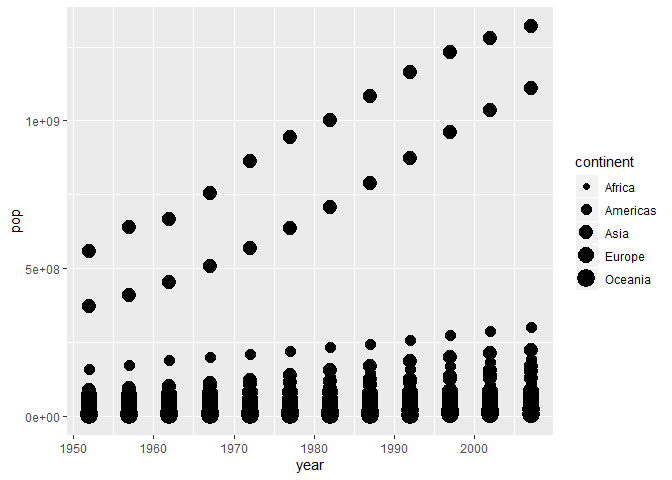 1e+09
5e+08
0e+00
pop
1950
1960
1970
1980
1990
2000
year
continent
Africa
Americas
Asia
Europe
Oceania